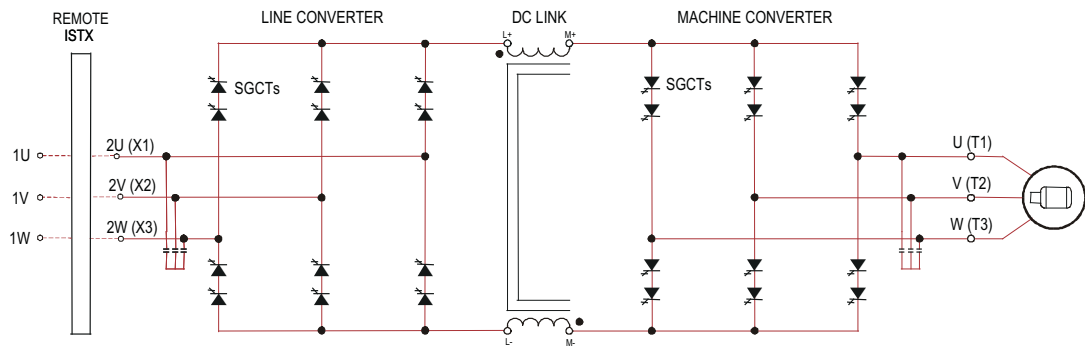 REMOTE
ISTX
LINE CONVERTER
DC LINK
MACHINE CONVERTER
L+
M+
SGCTs
SGCTs
1U
2U (X1)
U (T1)
1V
2V (X2)
V (T2)
1W
2W (X3)
W (T3)
L-
M-